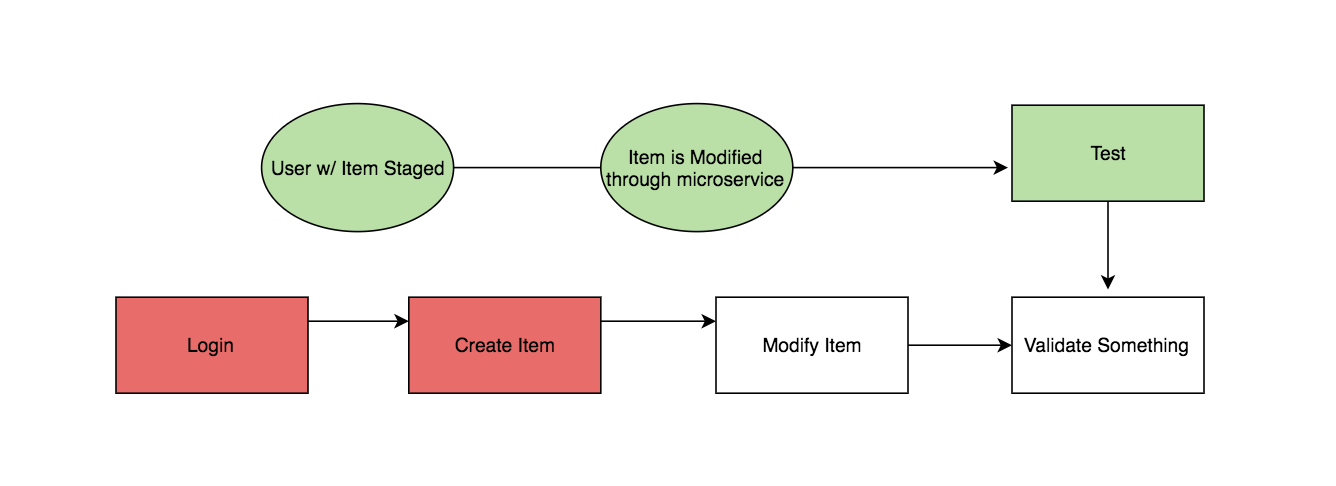 User w/ Item Staged
Item is Modified
through microservice
Test
Login
Create Item
Modify Item
Validate Something